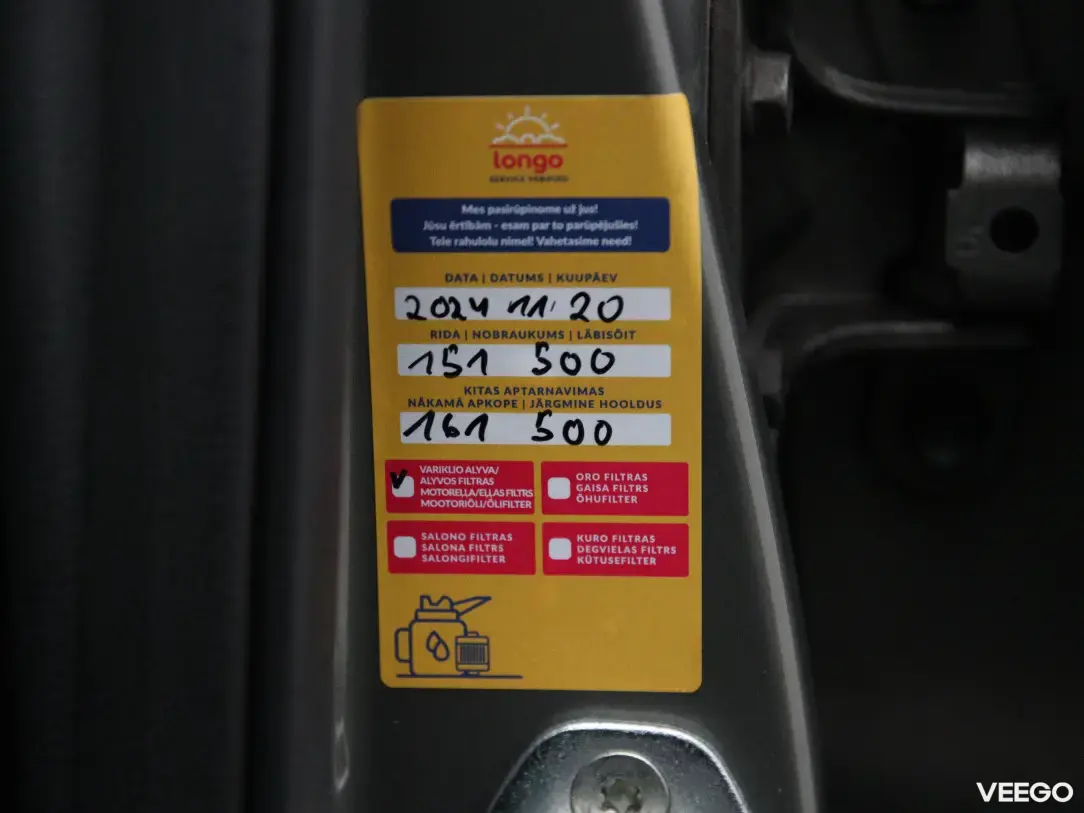 longo
Mes pasirūpinome už jus!
Jūsu ērtībām - esam par to parūpējušies!
Teie rahulolu nimel! Vahetasime need!
DATA | DATUMS | KUUPÄEV
2024 11 20
RIDA | NOBRAUKUMS | LÄBISÕIT
151 500
KITAS APTARNAVIMAS
NĀKAMĀ APKOPE | JÄRGMINE HOOLDUS
161 500
VARIKLIO ALYVA/
ALYVOS FILTRAS
MOTORELLA/ELLAS FILTRS
MOOTORIÕLI/ÕLIFILTER
ORO FILTRAS
GAISA FILTRS
ÕHUFILTER
SALONO FILTRAS
SALONA FILTRS
SALONGIFILTER
KURO FILTRAS
DEGVIELAS FILTRS
KÜTUSEFILTER
VEEGO